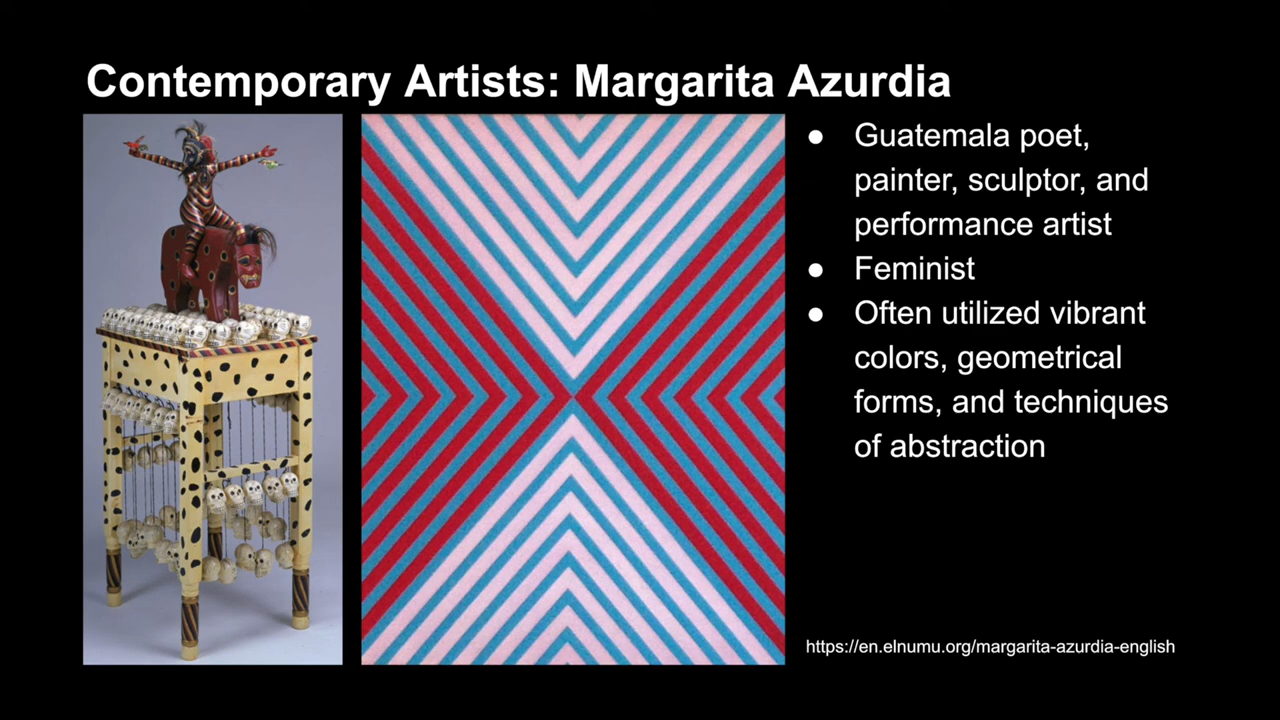 Contemporary Artists: Margarita Azurdia
● Guatemala poet,
painter, sculptor, and
performance artist
● Feminist
● Often utilized vibrant
colors, geometrical
forms, and techniques
of abstraction
https://en.elnumu.org/margarita-azurdia-english